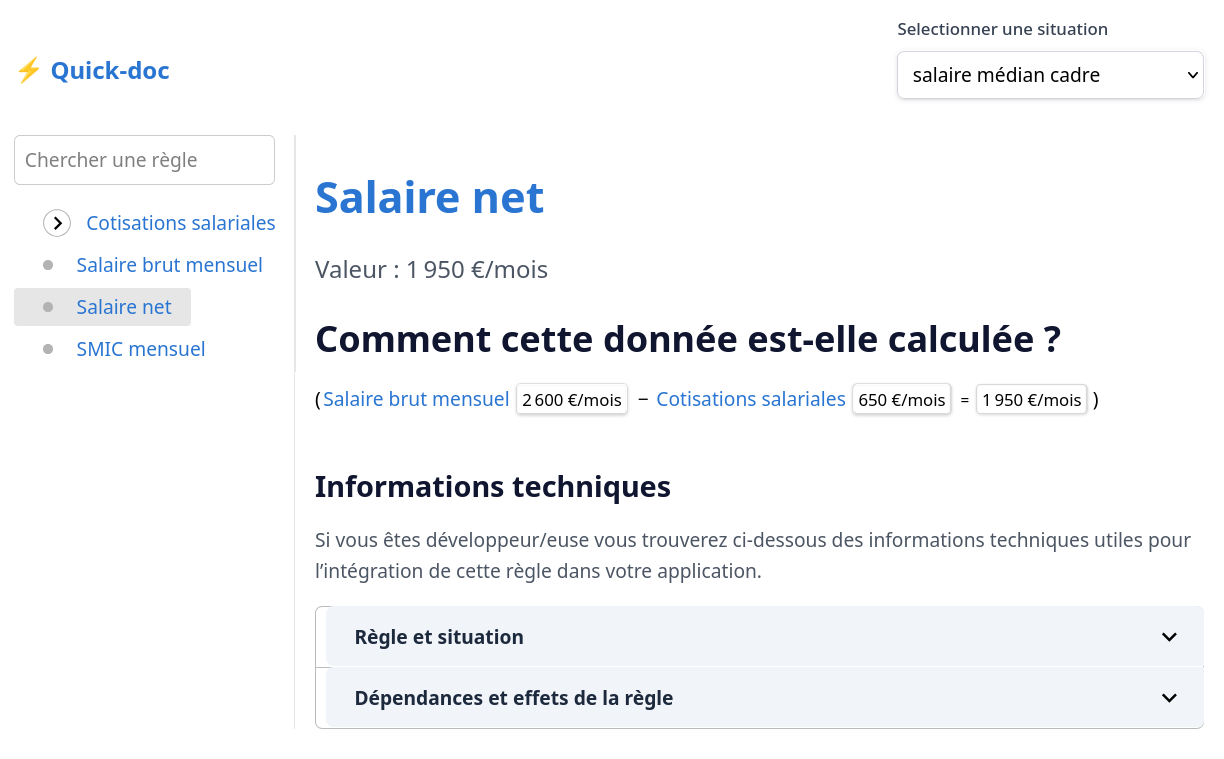 ⚡ Quick-doc
Selectionner une situation
salaire médian cadre
Chercher une règle
Cotisations salariales
Salaire brut mensuel
Salaire net
SMIC mensuel
Salaire net
Valeur : 1 950 €/mois
Comment cette donnée est-elle calculée ?
(Salaire brut mensuel 2 600 €/mois − Cotisations salariales 650 €/mois = 1 950 €/mois )
Informations techniques
Si vous êtes développeur/euse vous trouverez ci-dessous des informations techniques utiles pour
l’intégration de cette règle dans votre application.
Règle et situation
Dépendances et effets de la règle